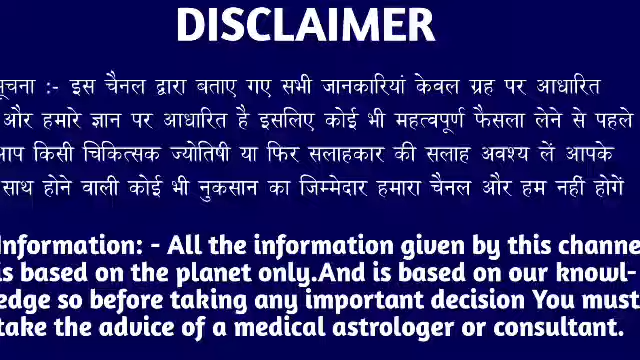 DISCLAIMER
सूचना :- इस चैनल द्वारा बताए गए सभी जानकारियां केवल ग्रह पर आधारित
और हमारे ज्ञान पर आधारित है इसलिए कोई भी महत्वपूर्ण फैसला लेने से पहले
आप किसी चिकित्सक ज्योतिषी या फिर सलाहकार की सलाह अवश्य लें आपके
साथ होने वाली कोई भी नुकसान का जिम्मेदार हमारा चैनल और हम नहीं होगें
Information: - All the information given by this channe
is based on the planet only.And is based on our knowl-
edge so before taking any important decision You must
take the advice of a medical astrologer or consultant.